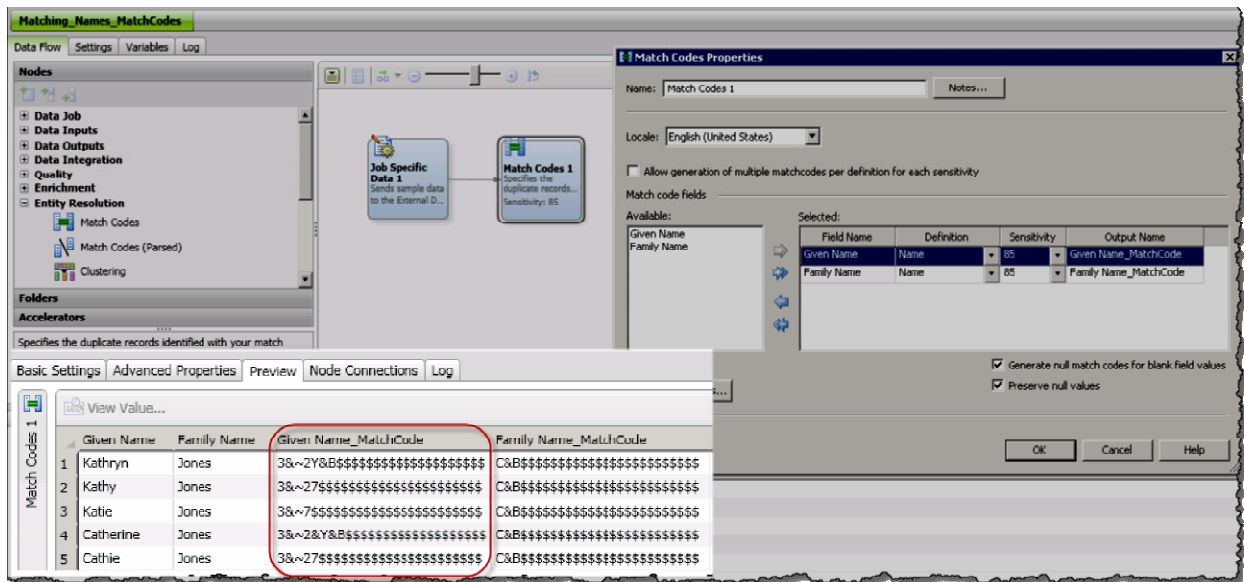 Matching_Names_MatchCodes
Data Flow Settings Variables Log
Nodes
Data Job
Data Inputs
Data Outputs
Data Integration
Quality
Enrichment
Entity Resolution
Match Codes
Match Codes (Parsed)
Clustering
Folders
Accelerators
Specifies the duplicate records identified with your match
Job Specific
Data 1
Sends sample data
to the External D...
Match Codes 1
Specifies the
duplicate records...
Sensitivity: 85
Match Codes Properties
Name: Match Codes 1 Notes...
Locale: English (United States)
Allow generation of multiple matchcodes per definition for each sensitivity
Match code fields
Available: Selected:
Given Name
Family Name
Field Name Definition Sensitivity Output Name
Given Name Name 85 Given Name_MatchCode
Family Name Name 85 Family Name_MatchCode
Generate null match codes for blank field values
Preserve null values
OK Cancel Help
Basic Settings Advanced Properties Preview Node Connections Log
Match Codes 1
View Value...
Given Name Family Name Given Name_MatchCode Family Name_MatchCode
1 Kathryn Jones 3&~2Y&B$$$$$$$$$$$$$$$$$$$$ C&B$$$$$$$$$$$$$$$$$$$$$$$$
2 Kathy Jones 3&~27$$$$$$$$$$$$$$$$$$$$$$ C&B$$$$$$$$$$$$$$$$$$$$$$$$
3 Katie Jones 3&~7$$$$$$$$$$$$$$$$$$$$$$$ C&B$$$$$$$$$$$$$$$$$$$$$$$$
4 Catherine Jones 3&~2&Y&B$$$$$$$$$$$$$$$$$$$ C&B$$$$$$$$$$$$$$$$$$$$$$$$
5 Cathie Jones 3&~27$$$$$$$$$$$$$$$$$$$$$$ C&B$$$$$$$$$$$$$$$$$$$$$$$$